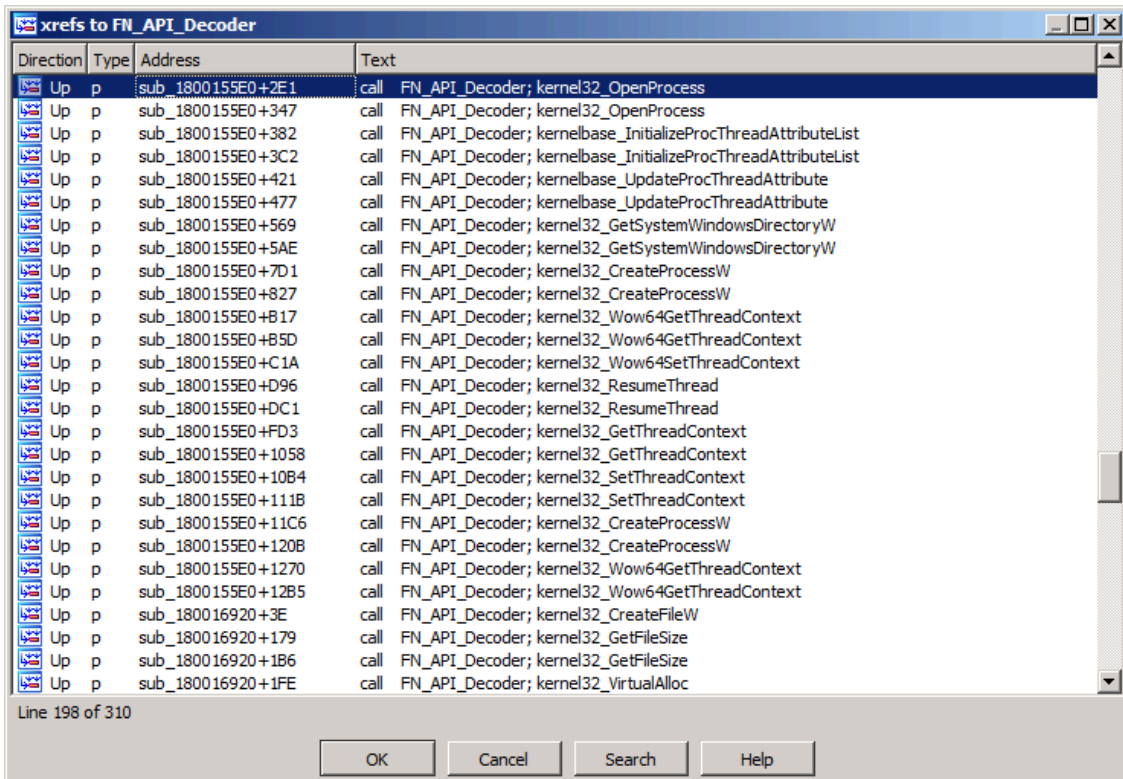 xrefs to FN_API_Decoder
Direction Type Address Text
Up p sub_1800155E0+2E1 call FN_API_Decoder; kernel32_OpenProcess
Up p sub_1800155E0+347 call FN_API_Decoder; kernel32_OpenProcess
Up p sub_1800155E0+382 call FN_API_Decoder; kernelbase_InitializeProcThreadAttributeList
Up p sub_1800155E0+3C2 call FN_API_Decoder; kernelbase_InitializeProcThreadAttributeList
Up p sub_1800155E0+421 call FN_API_Decoder; kernelbase_UpdateProcThreadAttribute
Up p sub_1800155E0+477 call FN_API_Decoder; kernelbase_UpdateProcThreadAttribute
Up p sub_1800155E0+569 call FN_API_Decoder; kernel32_GetSystemWindowsDirectoryW
Up p sub_1800155E0+5AE call FN_API_Decoder; kernel32_GetSystemWindowsDirectoryW
Up p sub_1800155E0+7D1 call FN_API_Decoder; kernel32_CreateProcessW
Up p sub_1800155E0+827 call FN_API_Decoder; kernel32_CreateProcessW
Up p sub_1800155E0+B17 call FN_API_Decoder; kernel32_Wow64GetThreadContext
Up p sub_1800155E0+B5D call FN_API_Decoder; kernel32_Wow64GetThreadContext
Up p sub_1800155E0+C1A call FN_API_Decoder; kernel32_Wow64SetThreadContext
Up p sub_1800155E0+D96 call FN_API_Decoder; kernel32_ResumeThread
Up p sub_1800155E0+DC1 call FN_API_Decoder; kernel32_ResumeThread
Up p sub_1800155E0+FD3 call FN_API_Decoder; kernel32_GetThreadContext
Up p sub_1800155E0+1058 call FN_API_Decoder; kernel32_GetThreadContext
Up p sub_1800155E0+10B4 call FN_API_Decoder; kernel32_SetThreadContext
Up p sub_1800155E0+111B call FN_API_Decoder; kernel32_SetThreadContext
Up p sub_1800155E0+11C6 call FN_API_Decoder; kernel32_CreateProcessW
Up p sub_1800155E0+120B call FN_API_Decoder; kernel32_CreateProcessW
Up p sub_1800155E0+1270 call FN_API_Decoder; kernel32_Wow64GetThreadContext
Up p sub_1800155E0+12B5 call FN_API_Decoder; kernel32_Wow64GetThreadContext
Up p sub_180016920+3E call FN_API_Decoder; kernel32_CreateFileW
Up p sub_180016920+179 call FN_API_Decoder; kernel32_GetFileSize
Up p sub_180016920+1B6 call FN_API_Decoder; kernel32_GetFileSize
Up p sub_180016920+1FE call FN_API_Decoder; kernel32_VirtualAlloc
Line 198 of 310
OK Cancel Search Help